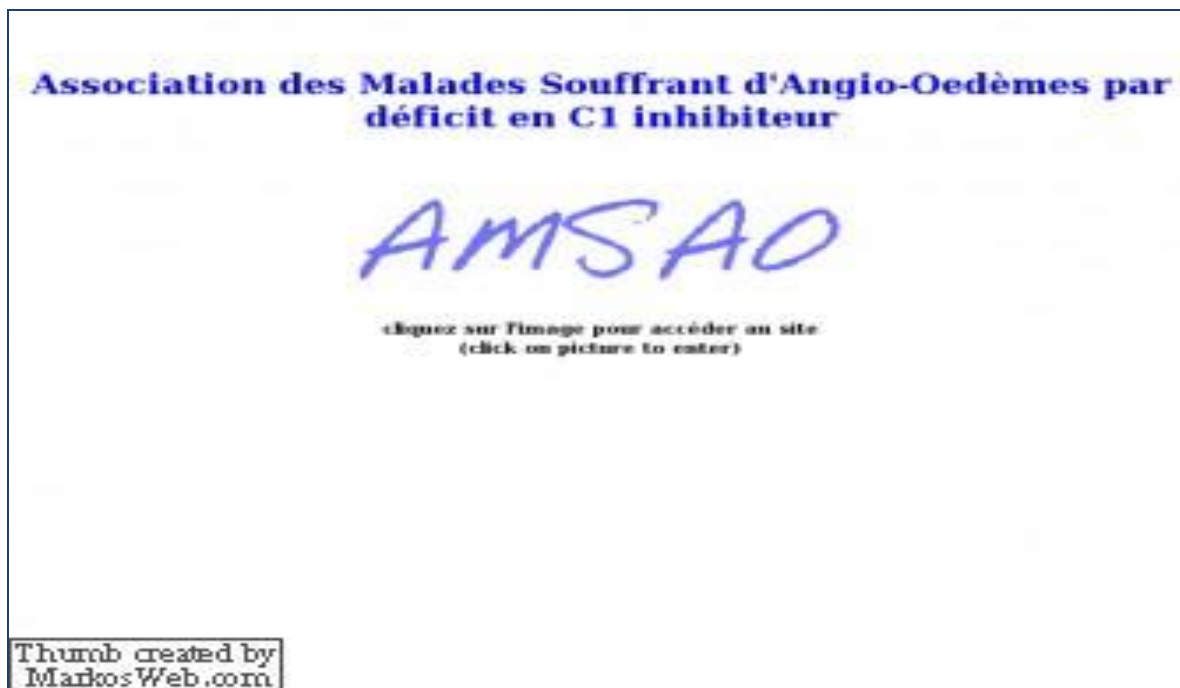 Association des Malades Souffrant d'Angio-Oedèmes par
déficit en C1 inhibiteur
AMSAO
cliquez sur l'image pour accéder au site
(click on picture to enter)
Thumb created by
MarkosWeb.com